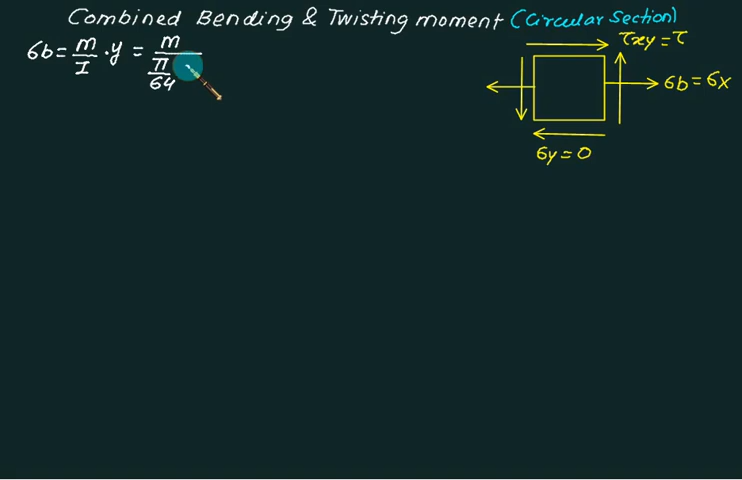 Combined Bending & Twisting moment (Circular Section)
σb = M/I · y = M / (π/64
τxy = τ
σb = σx
σy = 0